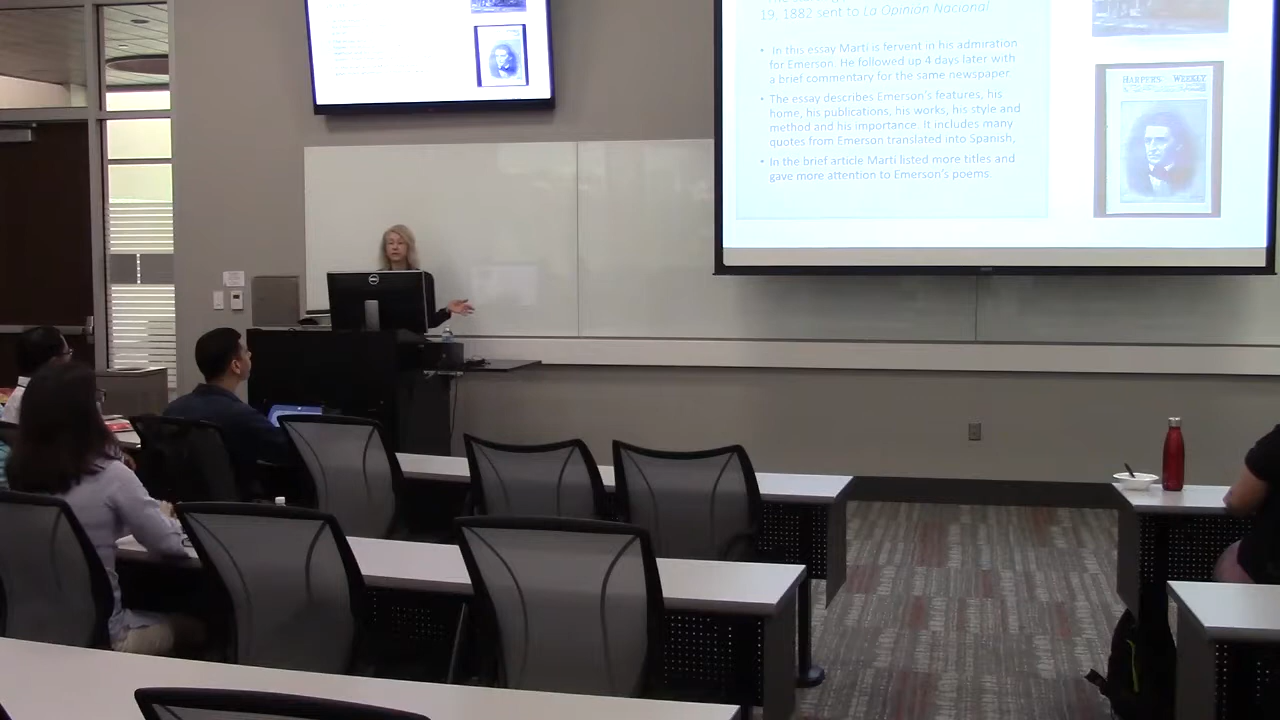 19, 1882 sent to La Opinión Nacional.
• In this essay Marti is fervent in his admiration
for Emerson. He followed up 4 days later with
a brief commentary for the same newspaper.
• The essay describes Emerson's features, his
home, his publications, his works, his style and
method and his importance. It includes many
quotes from Emerson translated into Spanish,
• In the brief article Marti listed more titles and
gave more attention to Emerson's poems.
HARPER'S WEEKLY
DELL